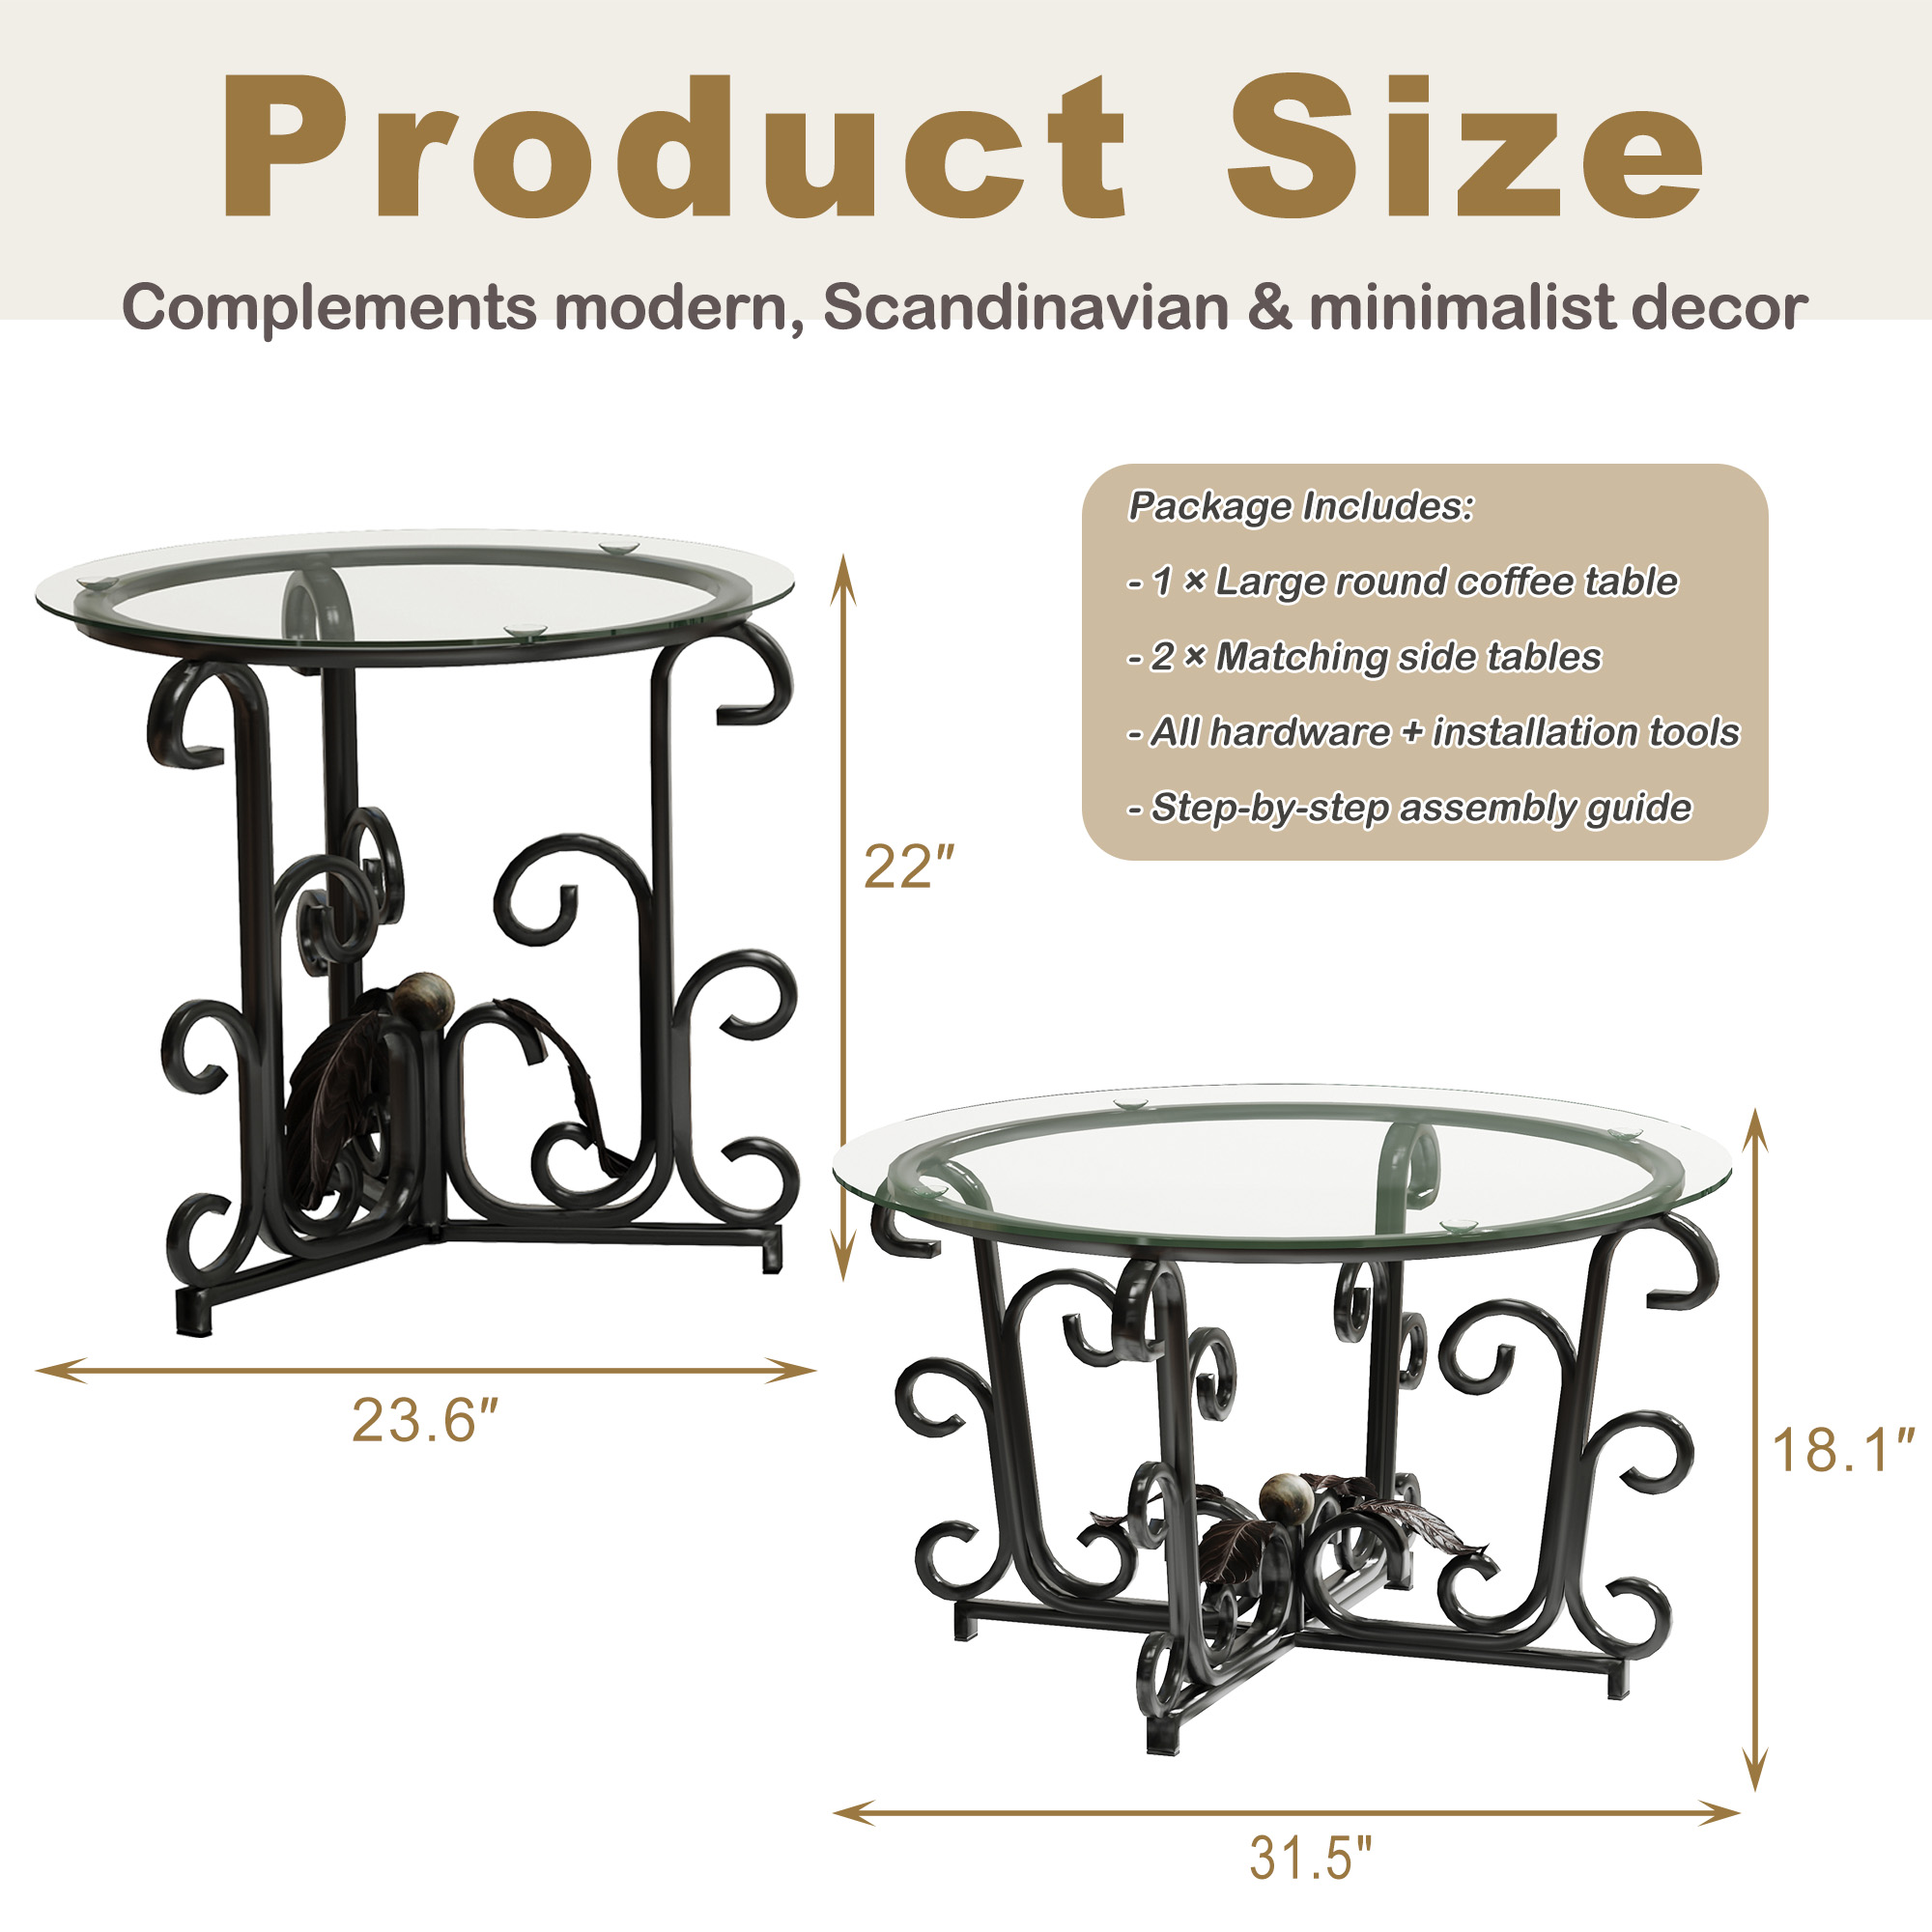 Product Size
Complements modern, Scandinavian & minimalist decor
Package Includes:
- 1 × Large round coffee table
- 2 × Matching side tables
- All hardware + installation tools
- Step-by-step assembly guide
22"
23.6"
18.1"
31.5"